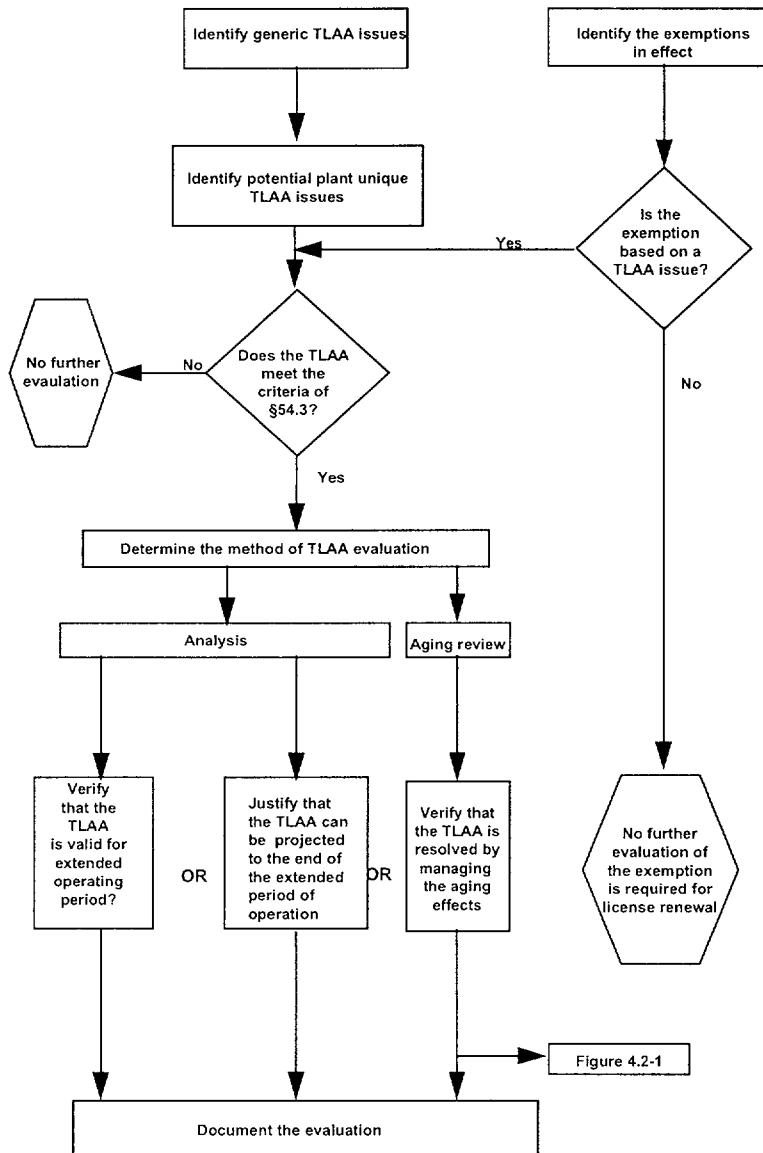 Identify generic TLAA issues
Identify the exemptions
in effect
Identify potential plant unique
TLAA issues
Is the
exemption
based on a
TLAA issue?
Yes
No further
evaulation
No
Does the TLAA
meet the
criteria of
§54.3?
No
Yes
Determine the method of TLAA evaluation
Analysis
Aging review
Verify
that the
TLAA
is valid for
extended
operating
period?
OR
Justify that
the TLAA can
be projected
to the end of
the extended
period of
operation
OR
Verify that
the TLAA is
resolved by
managing
the aging
effects
No further
evaluation of
the exemption
is required for
license renewal
Figure 4.2-1
Document the evaluation